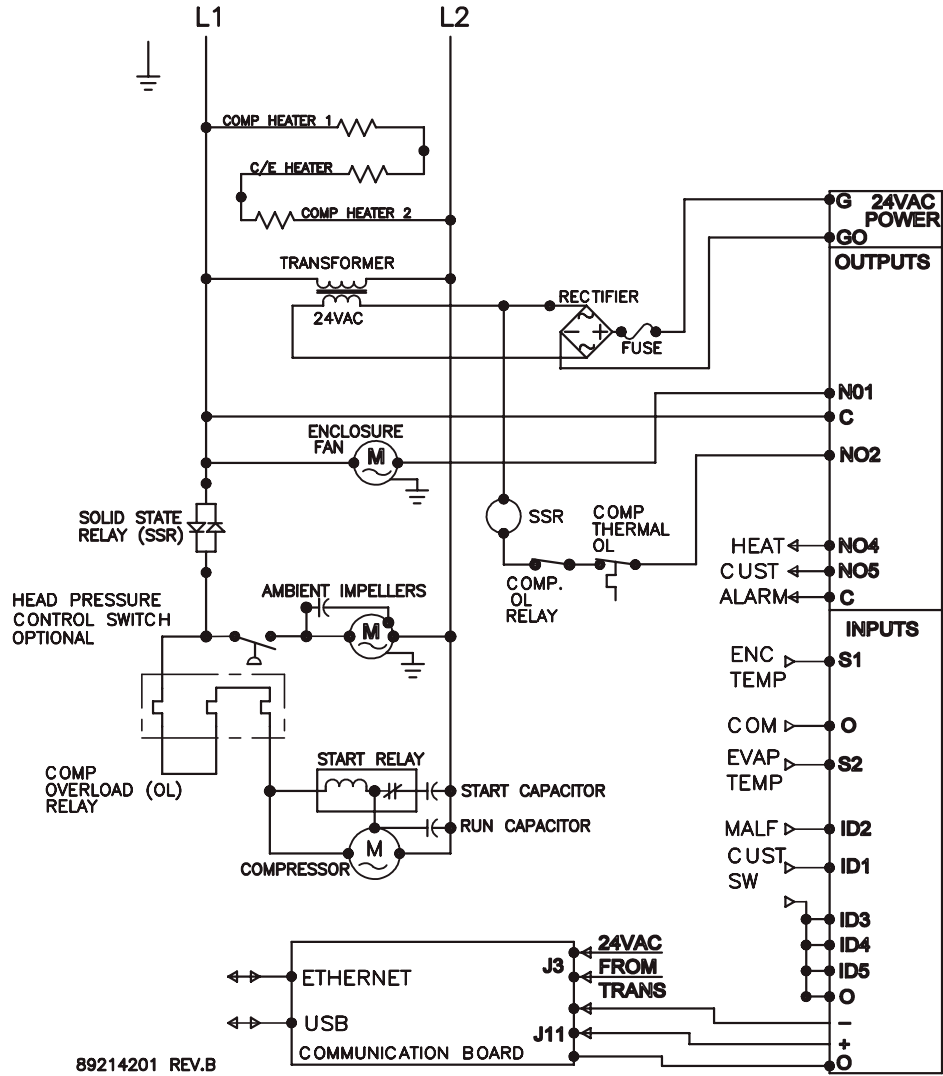 L1
L2
COMP HEATER 1
C/E HEATER
COMP HEATER 2
G
24VAC
POWER
GO
OUTPUTS
TRANSFORMER
24VAC
RECTIFIER
FUSE
N01
C
ENCLOSURE
FAN
M
NO2
SOLID STATE
RELAY (SSR)
SSR
COMP
THERMAL
OL
COMP.
OL
RELAY
HEAT
NO4
CUST
NO5
ALARM
C
HEAD PRESSURE
CONTROL SWITCH
OPTIONAL
AMBIENT IMPELLERS
M
INPUTS
ENC
TEMP
S1
COM
O
EVAP
TEMP
S2
COMP
OVERLOAD (OL)
RELAY
START RELAY
START CAPACITOR
RUN CAPACITOR
COMPRESSOR
M
MALF
ID2
CUST
SW
ID1
ID3
ID4
ID5
O
−
+
O
24VAC
FROM
TRANS
J3
J11
ETHERNET
USB
COMMUNICATION BOARD
89214201 REV.B